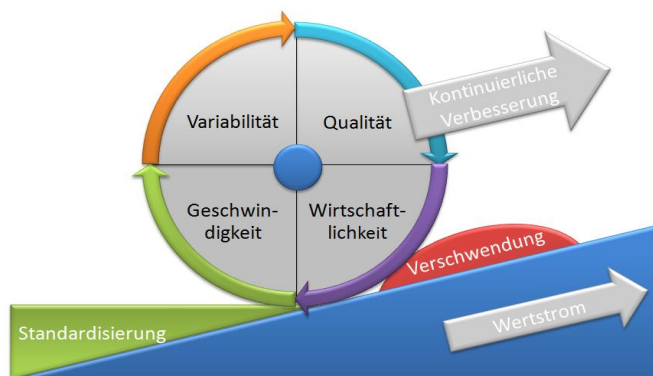 Kontinuierliche
Verbesserung
Variabilität
Qualität
Geschwin-
digkeit
Wirtschaft-
lichkeit
Verschwendung
Standardisierung
Wertstrom